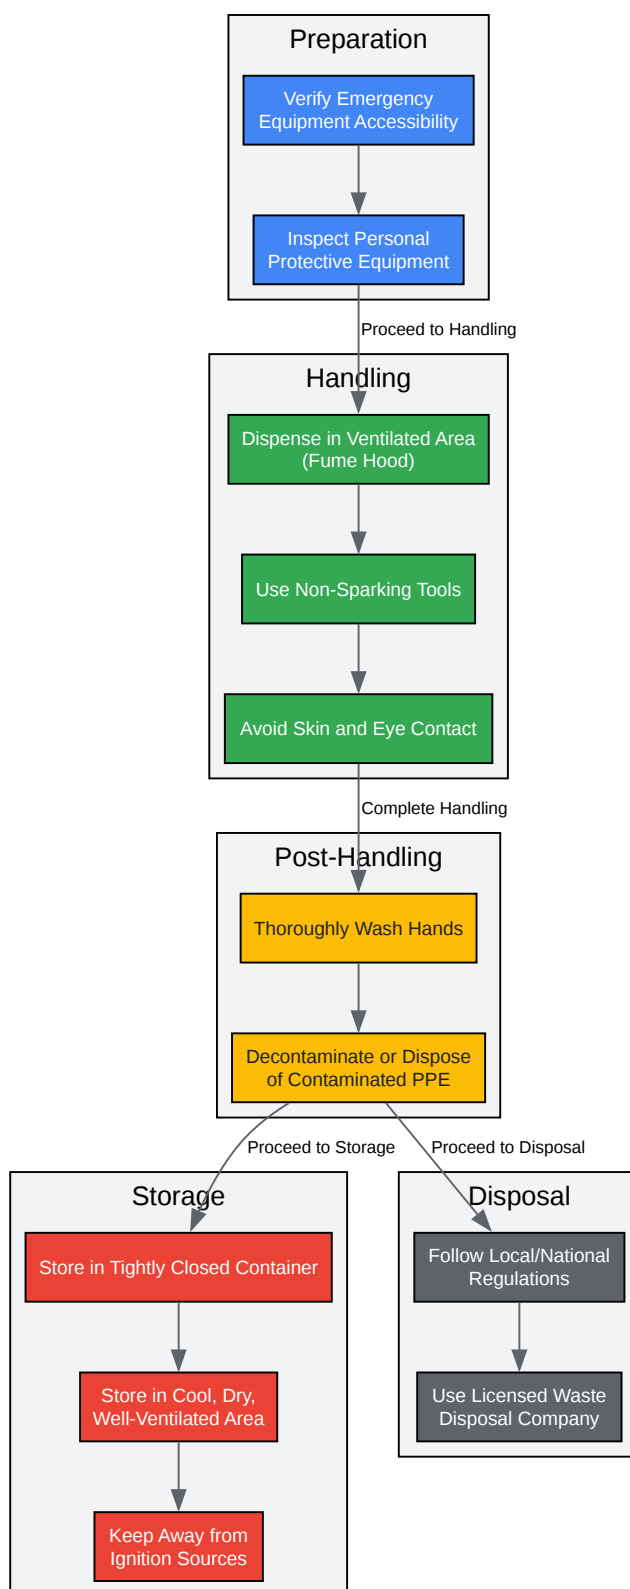 Preparation
Verify Emergency
Equipment Accessibility
Inspect Personal
Protective Equipment
Proceed to Handling
Handling
Dispense in Ventilated Area
(Fume Hood)
Use Non-Sparking Tools
Avoid Skin and Eye Contact
Complete Handling
Post-Handling
Thoroughly Wash Hands
Decontaminate or Dispose
of Contaminated PPE
Proceed to Storage
Proceed to Disposal
Storage
Store in Tightly Closed Container
Store in Cool, Dry,
Well-Ventilated Area
Keep Away from
Ignition Sources
Disposal
Follow Local/National
Regulations
Use Licensed Waste
Disposal Company